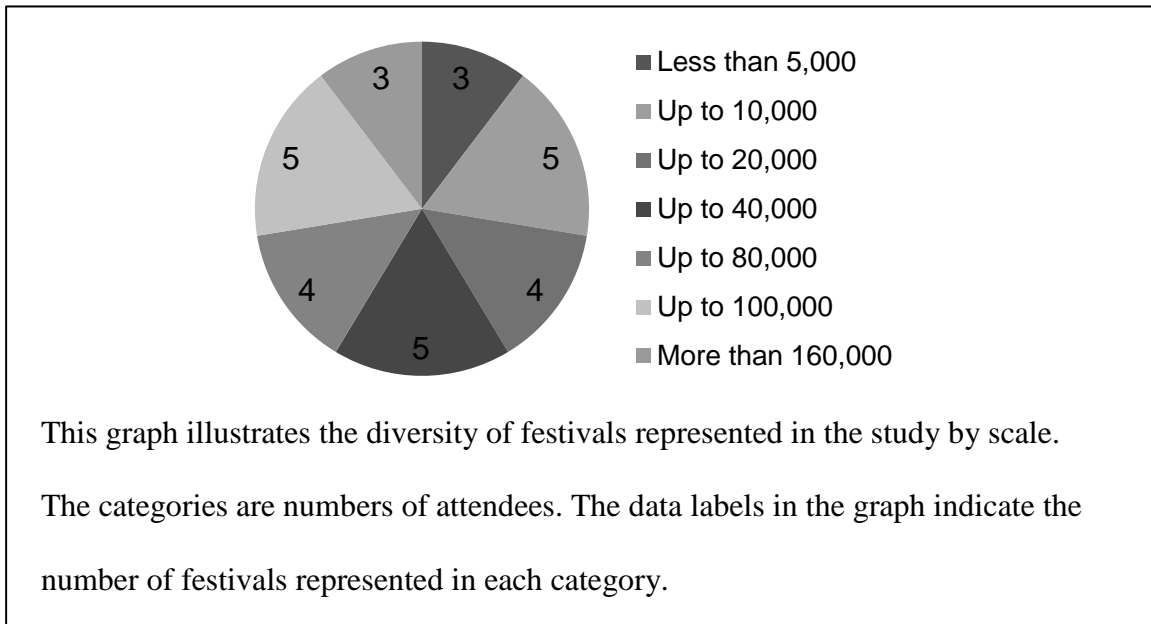 3
3
5
5
4
4
5
Less than 5,000
Up to 10,000
Up to 20,000
Up to 40,000
Up to 80,000
Up to 100,000
More than 160,000
This graph illustrates the diversity of festivals represented in the study by scale.
The categories are numbers of attendees. The data labels in the graph indicate the
number of festivals represented in each category.